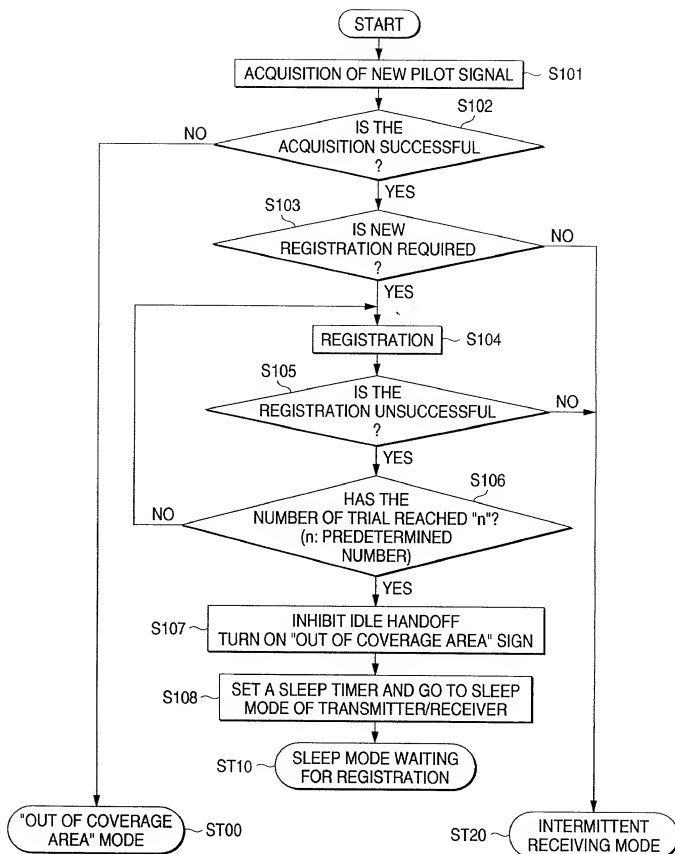 START
ACQUISITION OF NEW PILOT SIGNAL
S101
S102
IS THE
ACQUISITION SUCCESSFUL
?
NO
YES
S103
IS NEW
REGISTRATION REQUIRED
?
NO
YES
REGISTRATION
S104
S105
IS THE
REGISTRATION UNSUCCESSFUL
?
NO
YES
S106
HAS THE
NUMBER OF TRIAL REACHED "n"?
(n: PREDETERMINED
NUMBER)
NO
YES
S107
INHIBIT IDLE HANDOFF
TURN ON "OUT OF COVERAGE AREA" SIGN
S108
SET A SLEEP TIMER AND GO TO SLEEP
MODE OF TRANSMITTER/RECEIVER
ST10
SLEEP MODE WAITING
FOR REGISTRATION
"OUT OF COVERAGE
AREA" MODE
ST00
ST20
INTERMITTENT
RECEIVING MODE